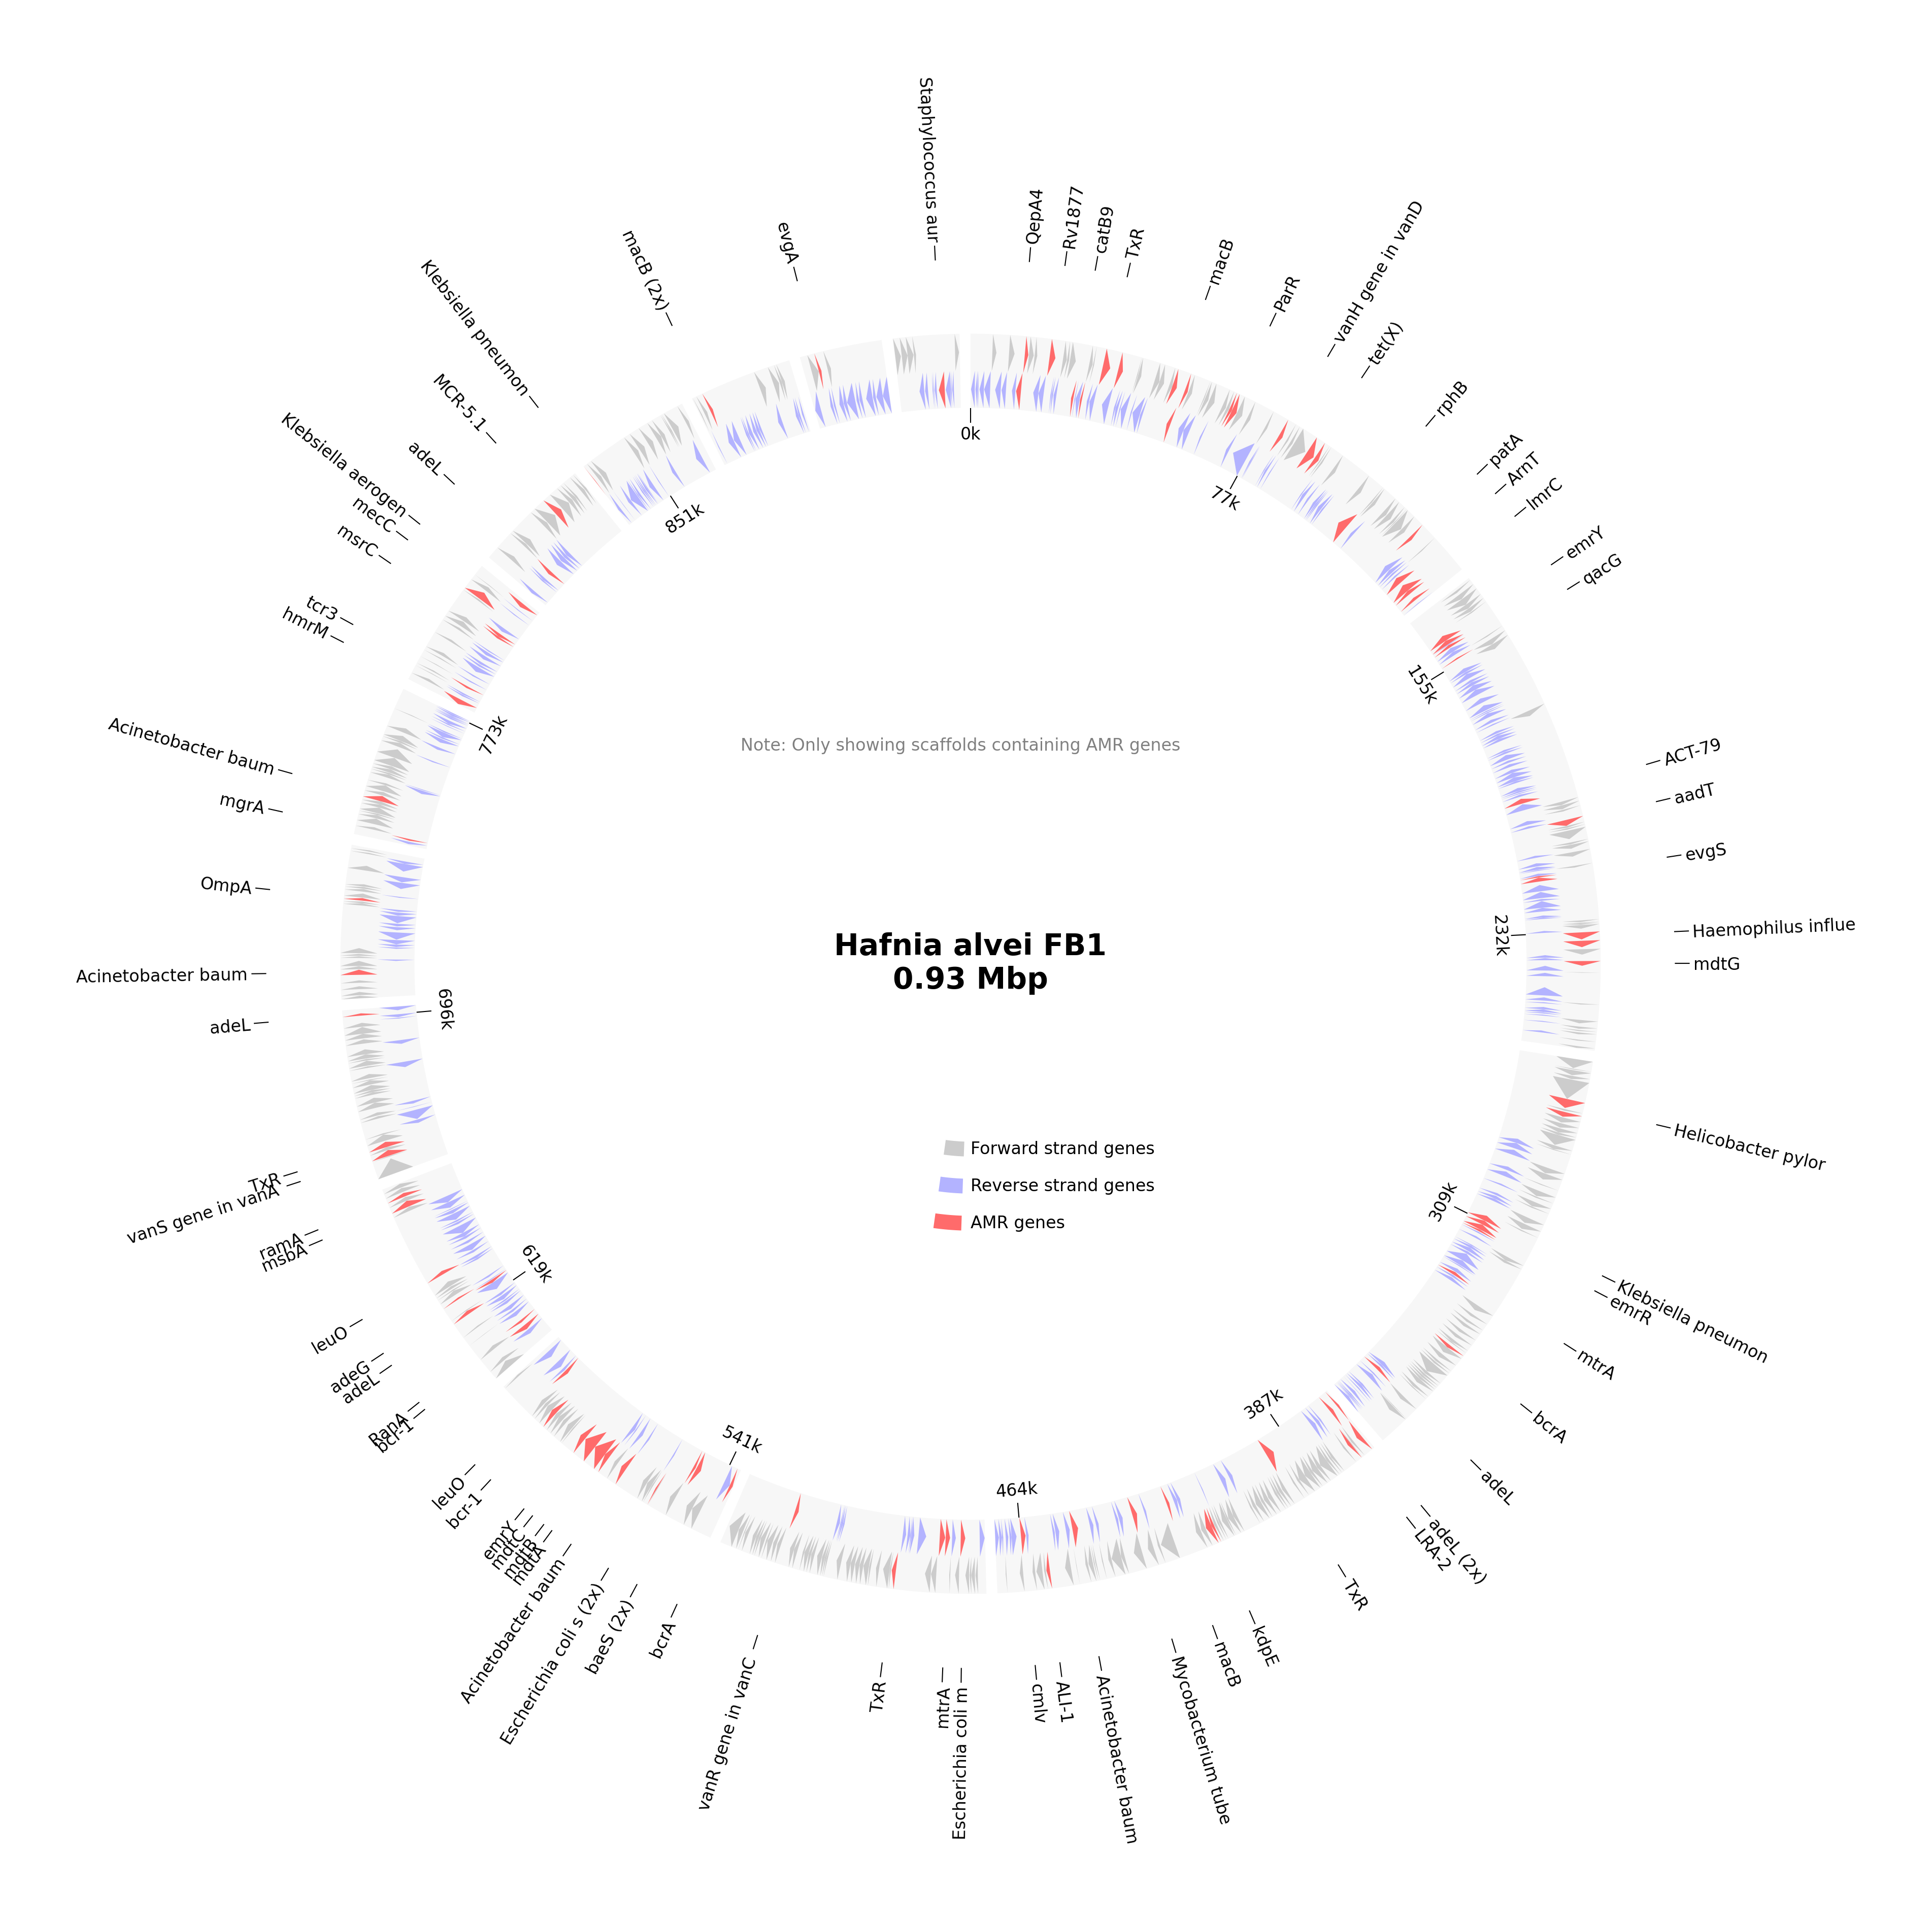 Hafnia alvei FB1
0.93 Mbp
Note: Only showing scaffolds containing AMR genes
Forward strand genes
Reverse strand genes
AMR genes
0k
77k
155k
232k
309k
387k
464k
541k
619k
696k
773k
851k
QepA4
Rv1877
catB9
TxR
macB
ParR
vanH gene in vanD
tet(X)
rphB
patA
ArnT
lmrC
emrY
qacG
ACT-79
aadT
evgS
Haemophilus influe
mdtG
Helicobacter pylor
Klebsiella pneumon
emrR
mtrA
bcrA
adeL
adeL (2x)
LRA-2
TxR
kdpE
macB
Mycobacterium tube
Acinetobacter baum
ALI-1
cmlv
Escherichia coli m
mtrA
TxR
vanR gene in vanC
bcrA
baeS (2x)
Escherichia coli s (2x)
Acinetobacter baum
mdtA
mdtB
mdtC
emrY
bcr-1
leuO
bcr-1
RanA
adeL
adeG
leuO
msbA
ramA
vanS gene in vanA
TxR
adeL
Acinetobacter baum
OmpA
mgrA
Acinetobacter baum
hmrM
tcr3
msrC
mecC
Klebsiella aerogen
adeL
MCR-5.1
Klebsiella pneumon
macB (2x)
evgA
Staphylococcus aur